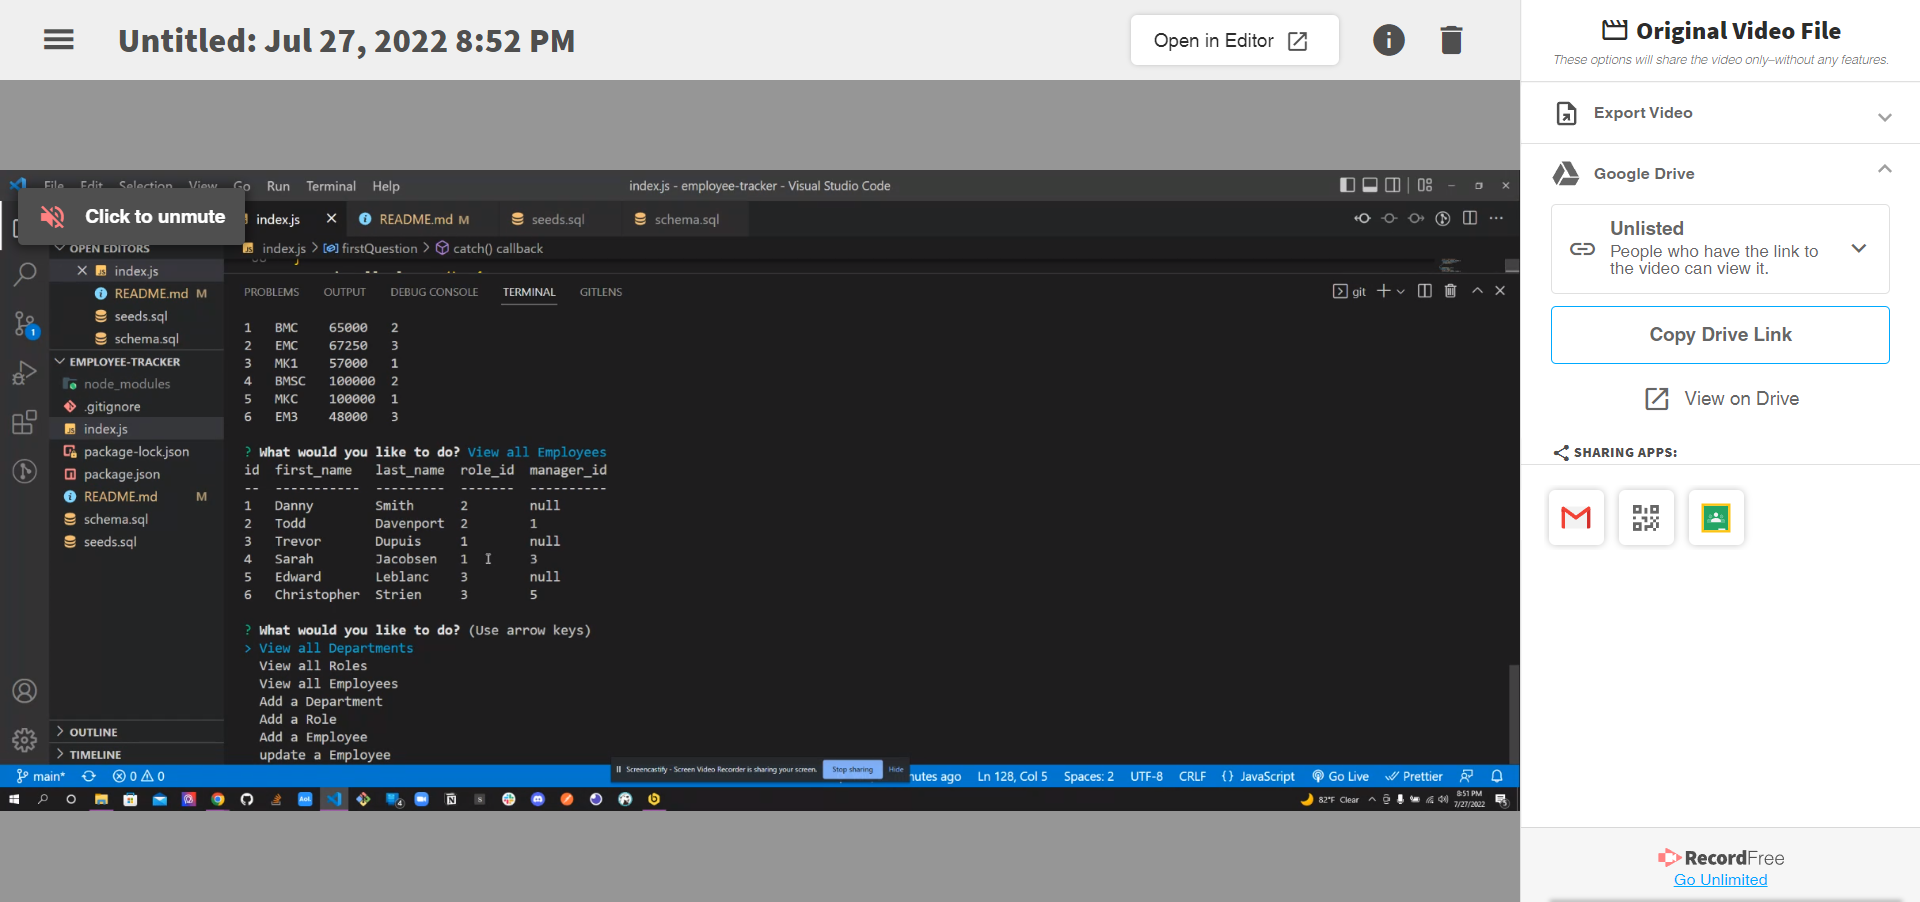 Untitled: Jul 27, 2022 8:52 PM
Open in Editor
Original Video File
These options will share the video only–without any features.
Export Video
Google Drive
Unlisted
People who have the link to
the video can view it.
Copy Drive Link
View on Drive
SHARING APPS:
RecordFree
Go Unlimited
File Edit Selection View Go Run Terminal Help
index.js - employee-tracker - Visual Studio Code
Click to unmute
index.js
README.md M
seeds.sql
schema.sql
index.js > firstQuestion > catch() callback
OPEN EDITORS
index.js
README.md M
seeds.sql
schema.sql
EMPLOYEE-TRACKER
node_modules
.gitignore
index.js
package-lock.json
package.json
README.md M
schema.sql
seeds.sql
OUTLINE
TIMELINE
PROBLEMS OUTPUT DEBUG CONSOLE TERMINAL GITLENS
git
1 BMC 65000 2
2 EMC 67250 3
3 MK1 57000 1
4 BMSC 100000 2
5 MKC 100000 1
6 EM3 48000 3
? What would you like to do? View all Employees
id first_name last_name role_id manager_id
-- ----------- --------- ------- ----------
1 Danny Smith 2 null
2 Todd Davenport 2 1
3 Trevor Dupuis 1 null
4 Sarah Jacobsen 1 3
5 Edward Leblanc 3 null
6 Christopher Strien 3 5
? What would you like to do? (Use arrow keys)
> View all Departments
View all Roles
View all Employees
Add a Department
Add a Role
Add a Employee
update a Employee
main* 0 0
Screencastify - Screen Video Recorder is sharing your screen. Stop sharing Hide
nutes ago Ln 128, Col 5 Spaces: 2 UTF-8 CRLF {} JavaScript Go Live Prettier
82°F Clear
8:51 PM
7/27/2022